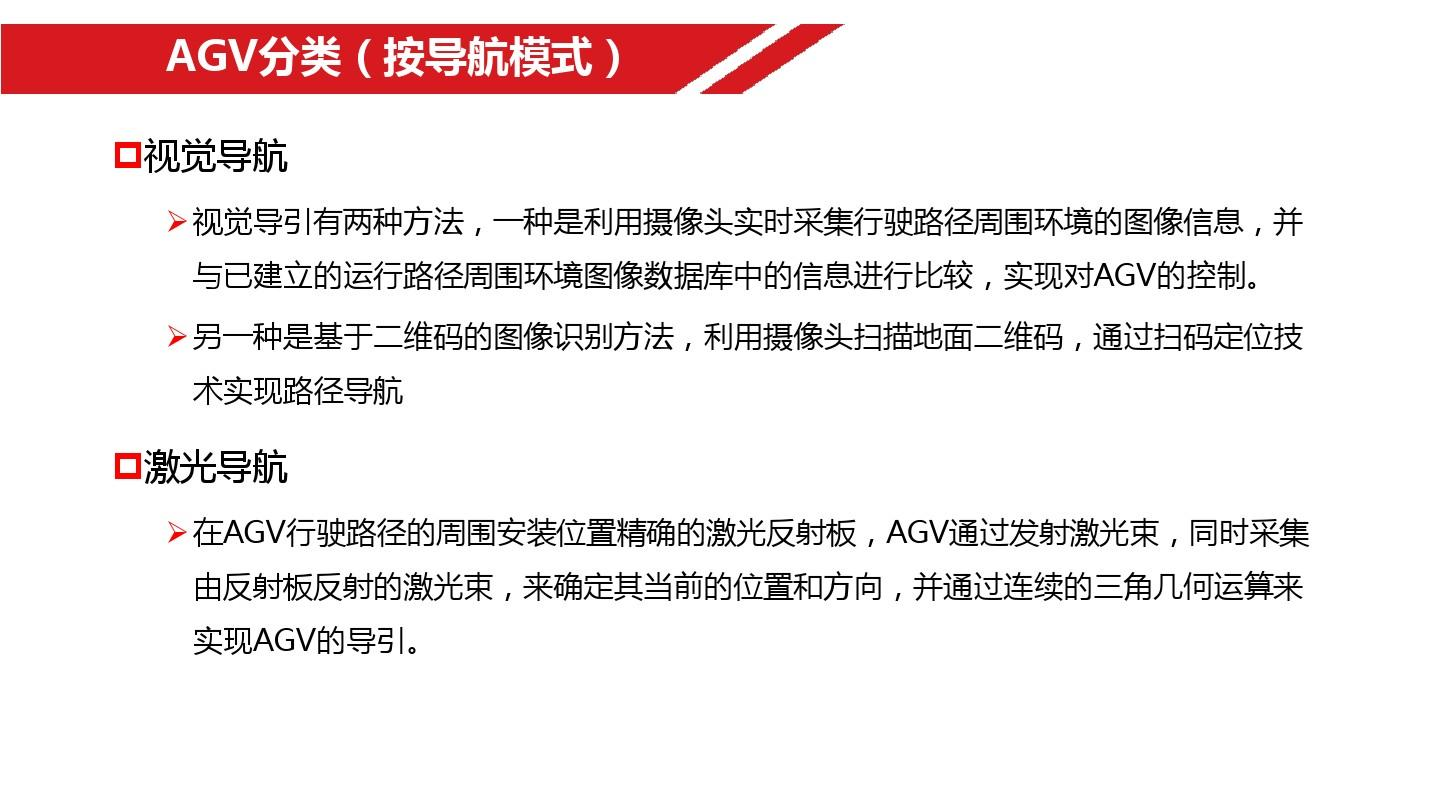 AGV分类（按导航模式）
视觉导航
视觉导引有两种方法，一种是利用摄像头实时采集行驶路径周围环境的图像信息，并
与已建立的运行路径周围环境图像数据库中的信息进行比较，实现对AGV的控制。
另一种是基于二维码的图像识别方法，利用摄像头扫描地面二维码，通过扫码定位技
术实现路径导航
激光导航
在AGV行驶路径的周围安装位置精确的激光反射板，AGV通过发射激光束，同时采集
由反射板反射的激光束，来确定其当前的位置和方向，并通过连续的三角几何运算来
实现AGV的导引。